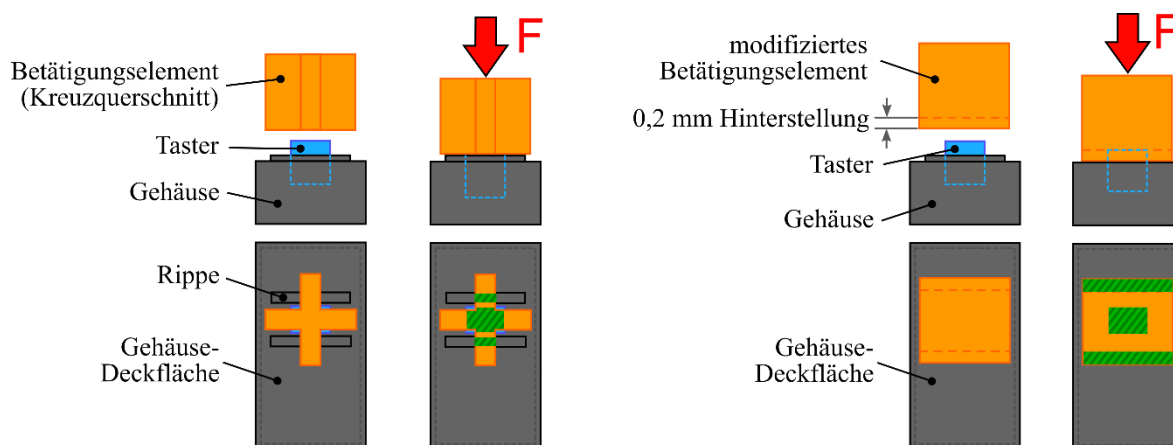 F
Betätigungselement
(Kreuzquerschnitt)
Taster
Gehäuse
Rippe
Gehäuse-
Deckfläche
F
modifiziertes
Betätigungselement
0,2 mm Hinterstellung
Taster
Gehäuse
Gehäuse-
Deckfläche